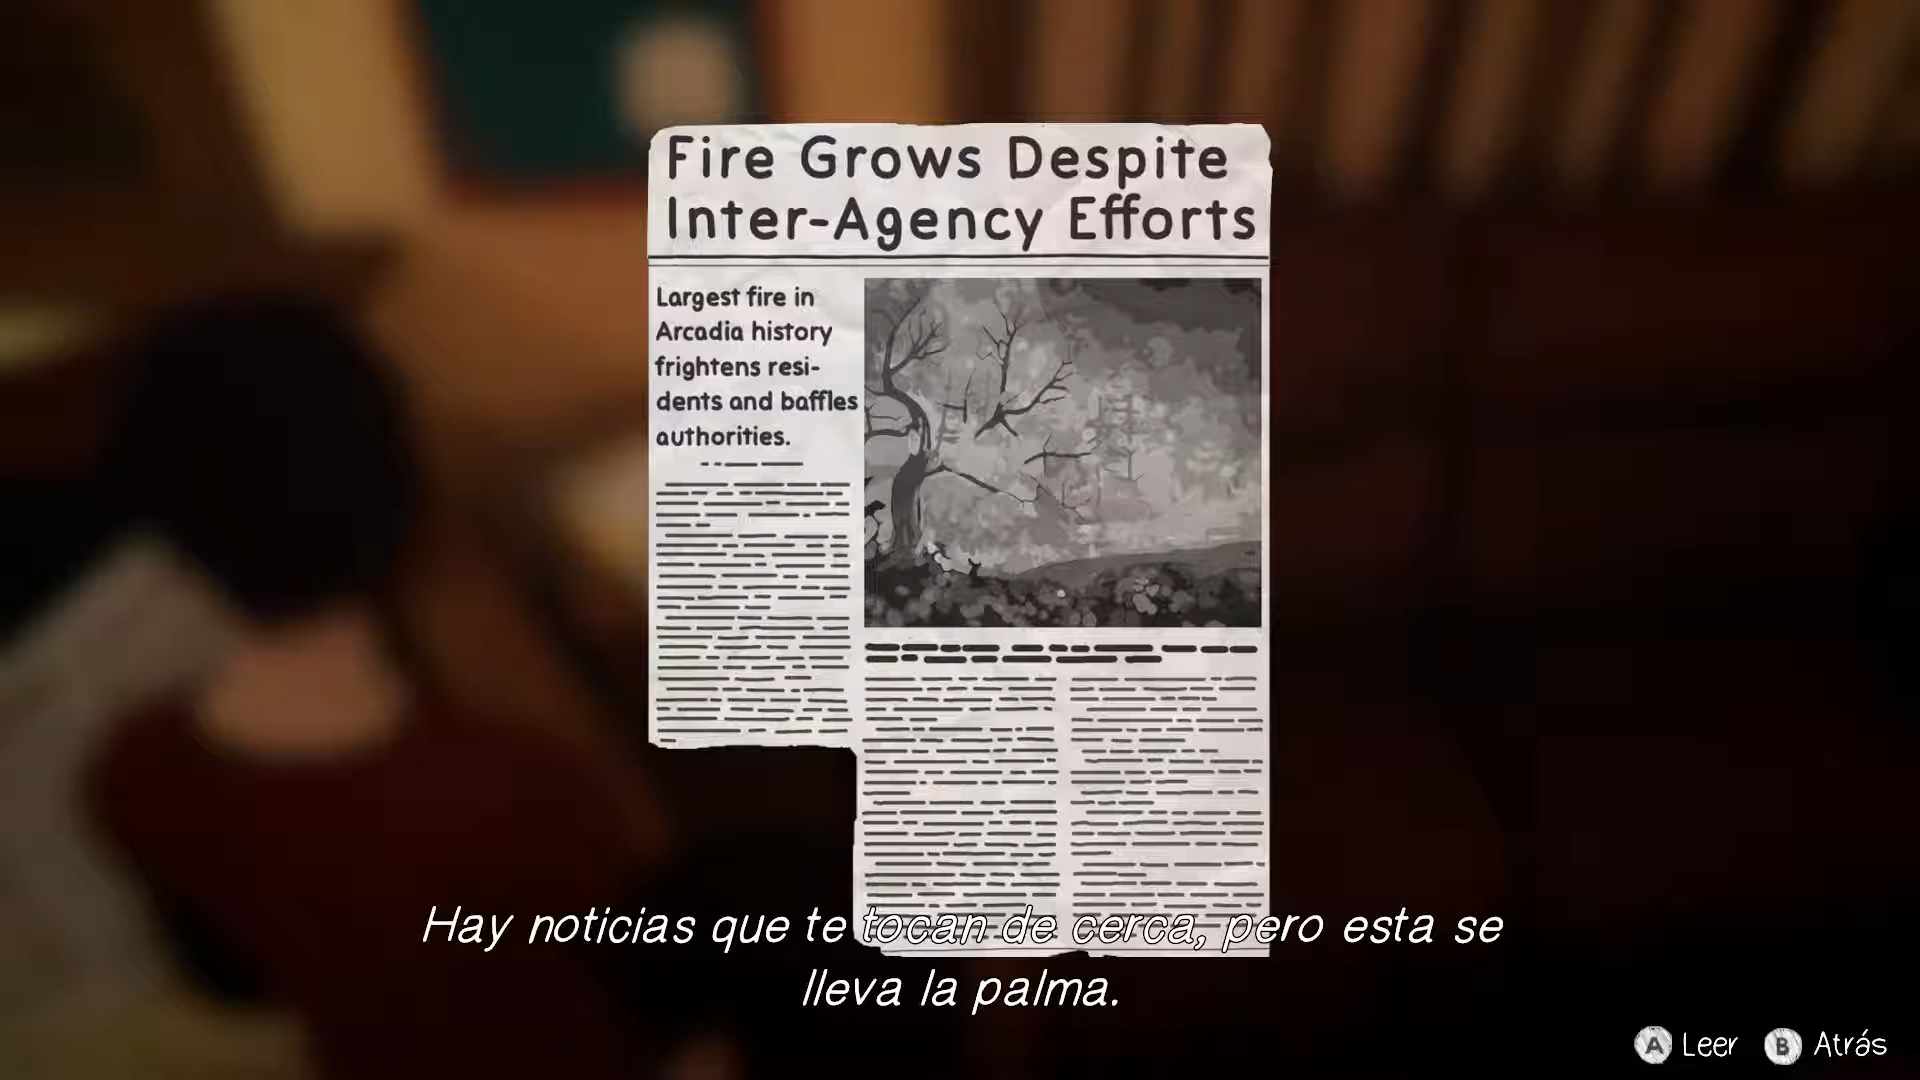 Fire Grows Despite
Inter-Agency Efforts
Largest fire in
Arcadia history
frightens resi-
dents and baffles
authorities.
Hay noticias que te tocan de cerca, pero esta se
lleva la palma.
A Leer B Atrás